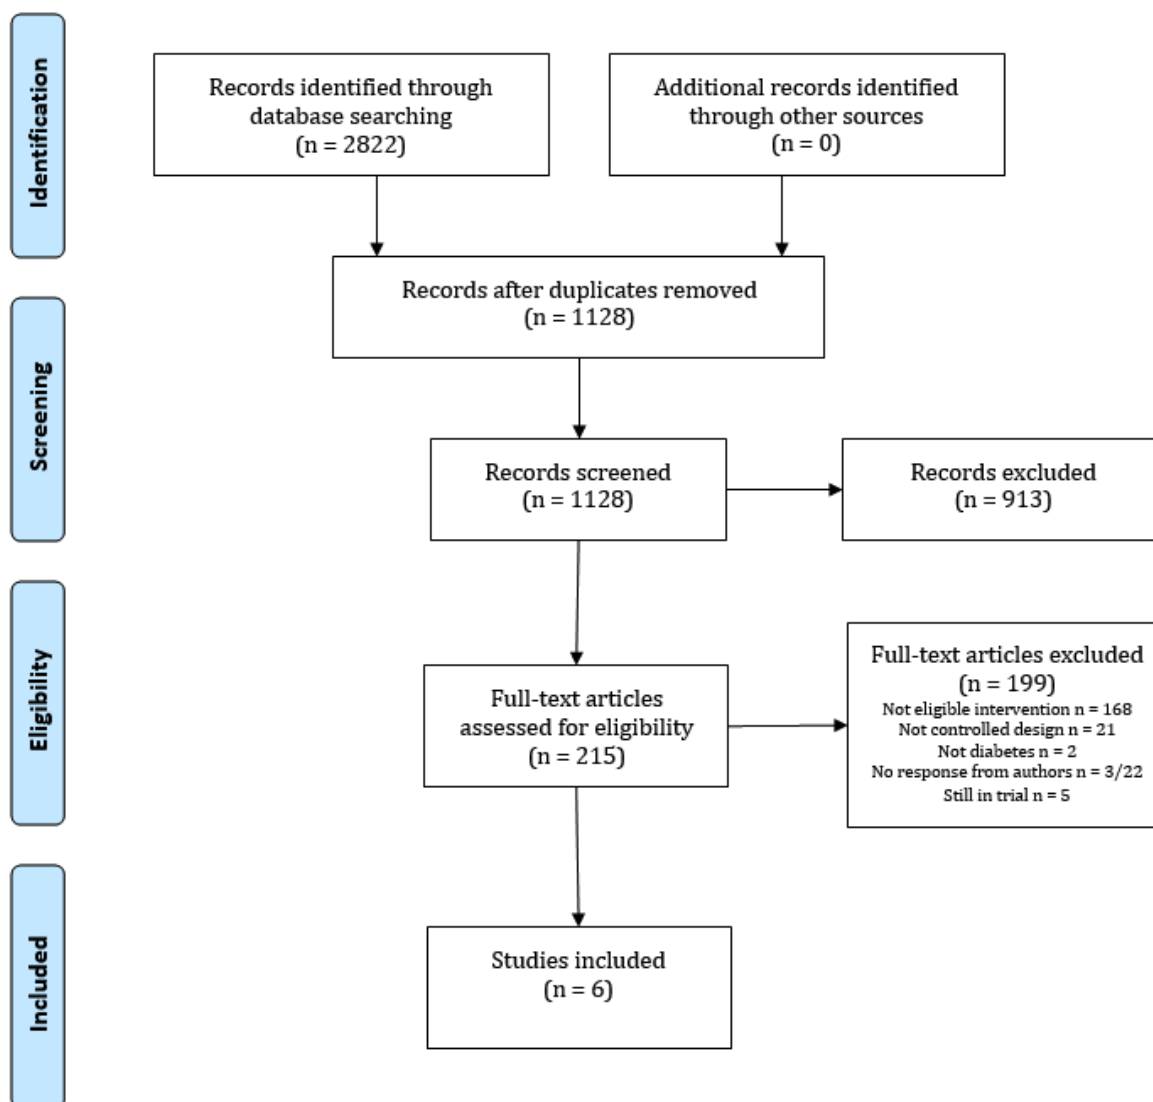 Identification
Records identified through
database searching
(n = 2822)
Additional records identified
through other sources
(n = 0)
Records after duplicates removed
(n = 1128)
Screening
Records screened
(n = 1128)
Records excluded
(n = 913)
Eligibility
Full-text articles
assessed for eligibility
(n = 215)
Full-text articles excluded
(n = 199)
Not eligible intervention n = 168
Not controlled design n = 21
Not diabetes n = 2
No response from authors n = 3/22
Still in trial n = 5
Included
Studies included
(n = 6)